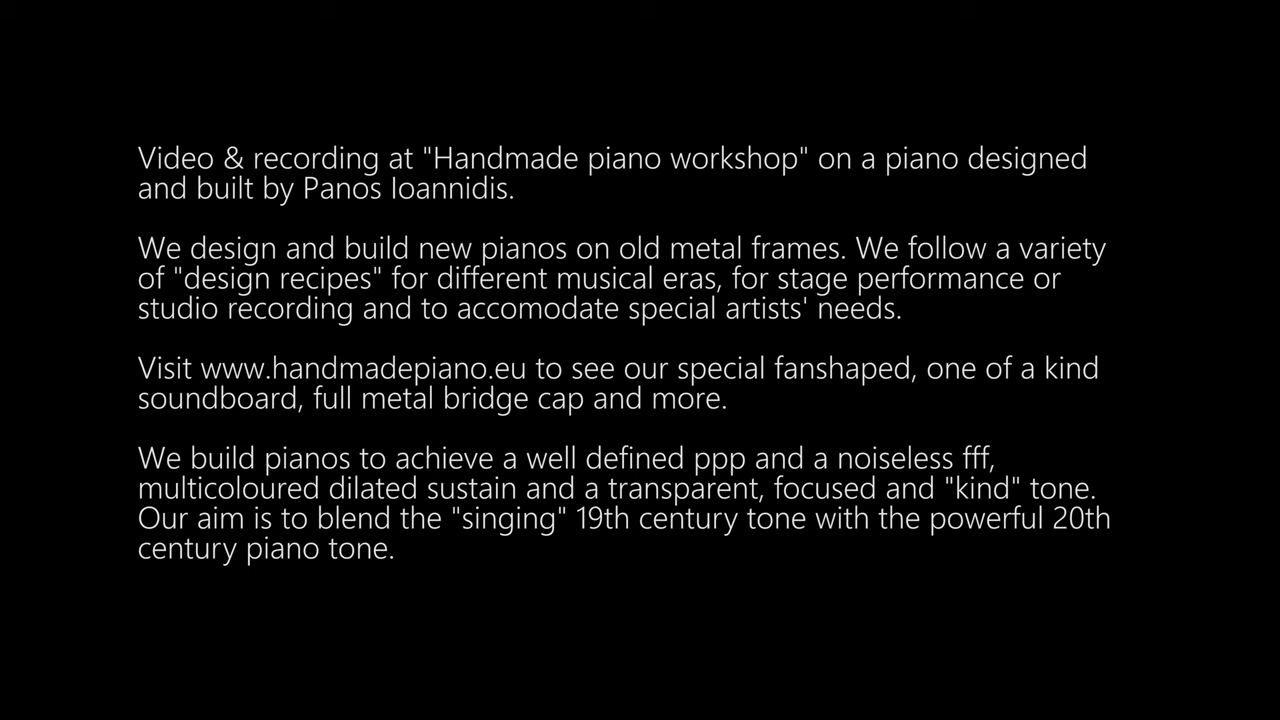 Video & recording at "Handmade piano workshop" on a piano designed
and built by Panos Ioannidis.
We design and build new pianos on old metal frames. We follow a variety
of "design recipes" for different musical eras, for stage performance or
studio recording and to accomodate special artists' needs.
Visit www.handmadepiano.eu to see our special fanshaped, one of a kind
soundboard, full metal bridge cap and more.
We build pianos to achieve a well defined ppp and a noiseless fff,
multicoloured dilated sustain and a transparent, focused and "kind" tone.
Our aim is to blend the "singing" 19th century tone with the powerful 20th
century piano tone.